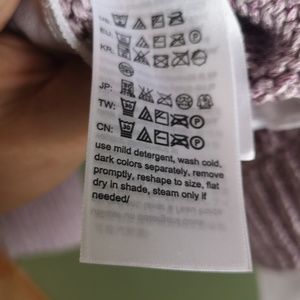 EU:
KR:
JP:
TW:
CN:
use mild detergent, wash cold,
dark colors separately, remove
promptly, reshape to size, flat
dry in shade, steam only if
needed/